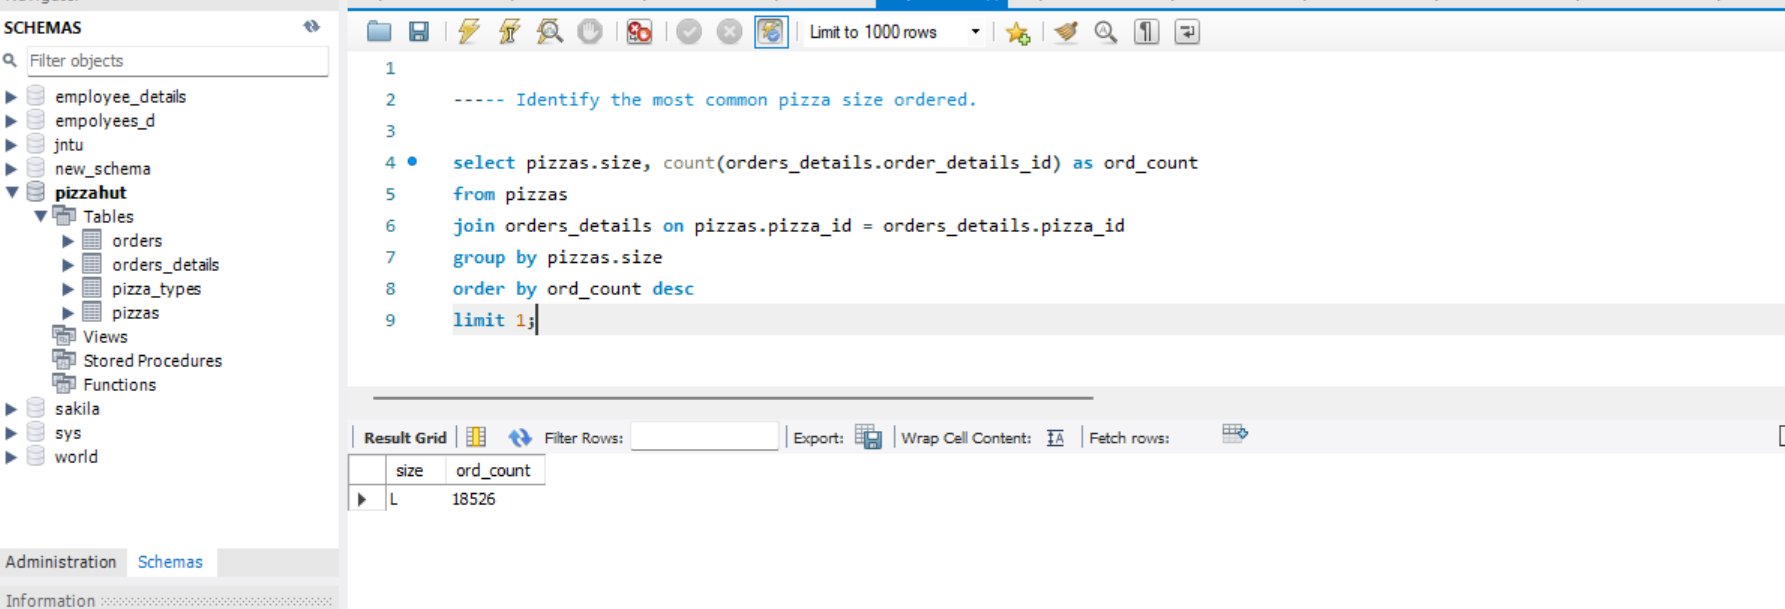 SCHEMAS
Filter objects
employee_details
empolyees_d
jntu
new_schema
pizzahut
Tables
orders
orders_details
pizza_types
pizzas
Views
Stored Procedures
Functions
sakila
sys
world
Administration Schemas
Information
Limit to 1000 rows
1
2 ----- Identify the most common pizza size ordered.
3
4 select pizzas.size, count(orders_details.order_details_id) as ord_count
5 from pizzas
6 join orders_details on pizzas.pizza_id = orders_details.pizza_id
7 group by pizzas.size
8 order by ord_count desc
9 limit 1;
Result Grid Filter Rows: Export: Wrap Cell Content: Fetch rows:
size ord_count
L 18526